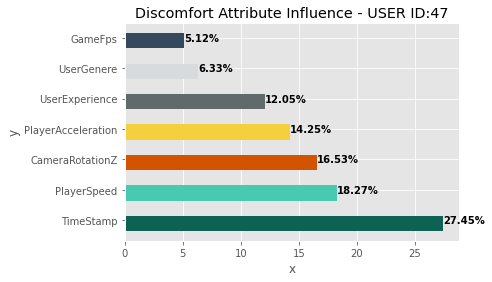 Discomfort Attribute Influence - USER ID:47
GameFps
5.12%
UserGenere
6.33%
UserExperience
12.05%
PlayerAcceleration
14.25%
CameraRotationZ
16.53%
PlayerSpeed
18.27%
TimeStamp
27.45%
y
0 5 10 15 20 25
x